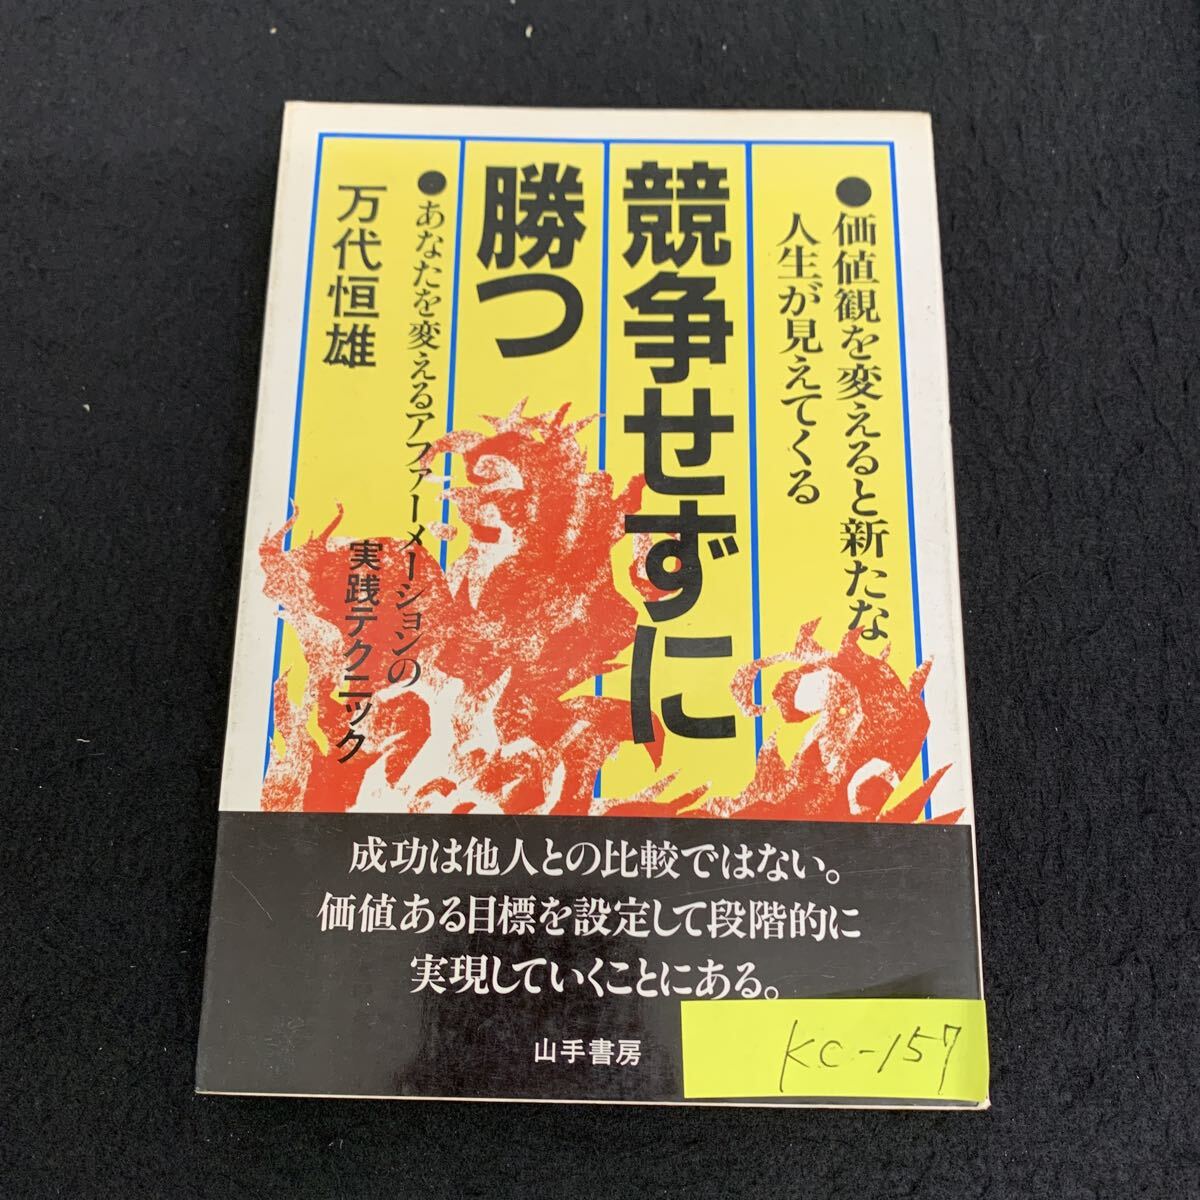 ●価値観を変えると新たな
人生が見えてくる
競争せずに
勝つ
●あなたを変えるアファーメーションの
実践テクニック
万代恒雄
成功は他人との比較ではない。
価値ある目標を設定して段階的に
実現していくことにある。
山手書房
KC-157